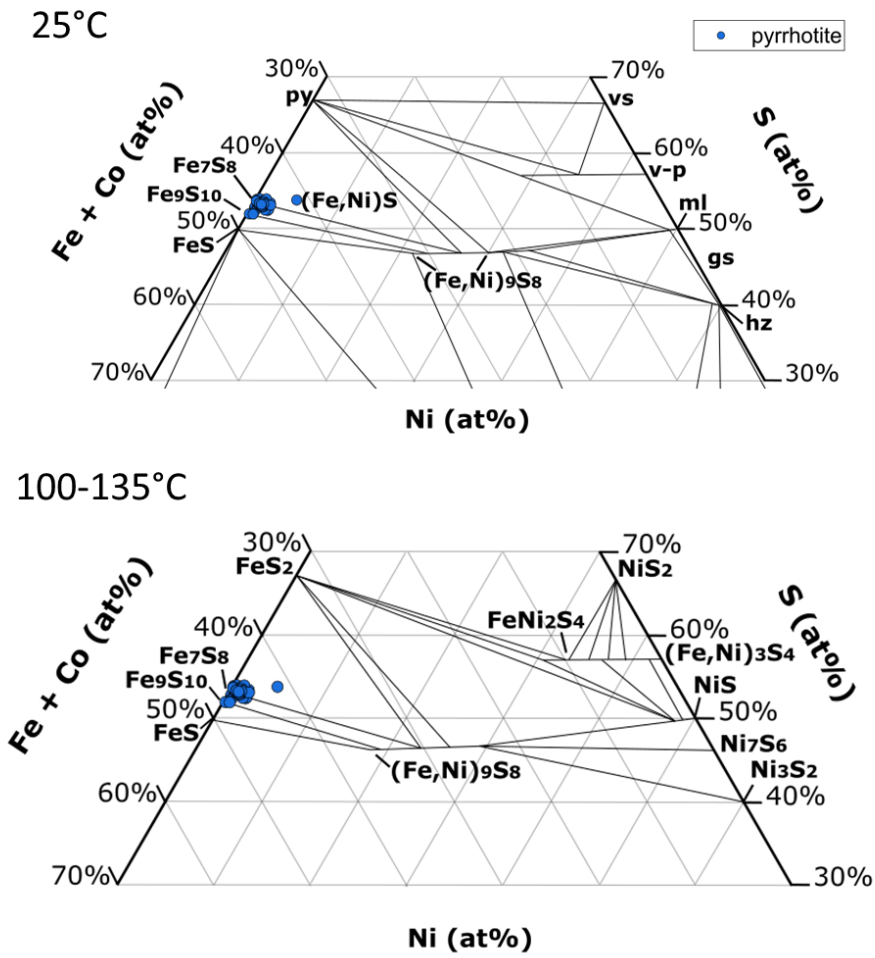 25°C
pyrrhotite
30%
70%
py
vs
Fe + Co (at%)
S (at%)
40%
60%
Fe7S8
v-p
Fe9S10
(Fe,Ni)S
ml
50%
50%
FeS
gs
(Fe,Ni)9S8
60%
40%
hz
70%
30%
Ni (at%)
100-135°C
30%
70%
FeS2
NiS2
Fe + Co (at%)
S (at%)
FeNi2S4
40%
60%
Fe7S8
(Fe,Ni)3S4
Fe9S10
NiS
50%
50%
FeS
Ni7S6
(Fe,Ni)9S8
Ni3S2
60%
40%
70%
30%
Ni (at%)